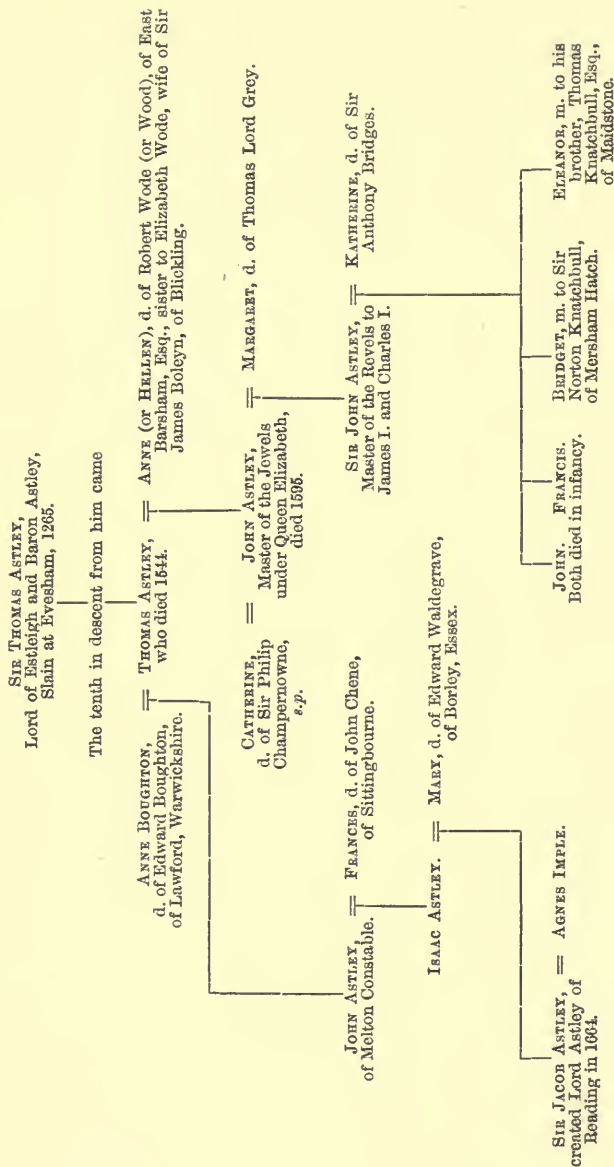 SIR THOMAS ASTLEY,
Lord of Estleigh and Baron Astley,
Slain at Evesham, 1265.
The tenth in descent from him came
ANNE BOUGHTON,
d. of Edward Boughton,
of Lawford, Warwickshire.
=
THOMAS ASTLEY,
who died 1544.
=
ANNE (or HELLEN), d. of Robert Wode (or Wood), of East
Barsham, Esq., sister to Elizabeth Wode, wife of Sir
James Boleyn, of Blickling.
CATHERINE,
d. of Sir Philip
Champernowne,
s.p.
=
JOHN ASTLEY,
Master of the Jewels
under Queen Elizabeth,
died 1595.
=
MARGARET, d. of Thomas Lord Grey.
JOHN ASTLEY,
of Melton Constable.
=
FRANCES, d. of John Chene,
of Sittingbourne.
SIR JOHN ASTLEY,
Master of the Revels to
James I. and Charles I.
=
KATHERINE, d. of Sir
Anthony Bridges.
ISAAC ASTLEY.
=
MARY, d. of Edward Waldegrave,
of Borley, Essex.
SIR JACOB ASTLEY,
created Lord Astley of
Reading in 1664.
=
AGNES IMPLE.
JOHN. FRANCIS.
Both died in infancy.
BRIDGET, m. to Sir
Norton Knatchbull,
of Mersham Hatch.
ELEANOR, m. to his
brother, Thomas
Knatchbull, Esq.,
of Maidstone.